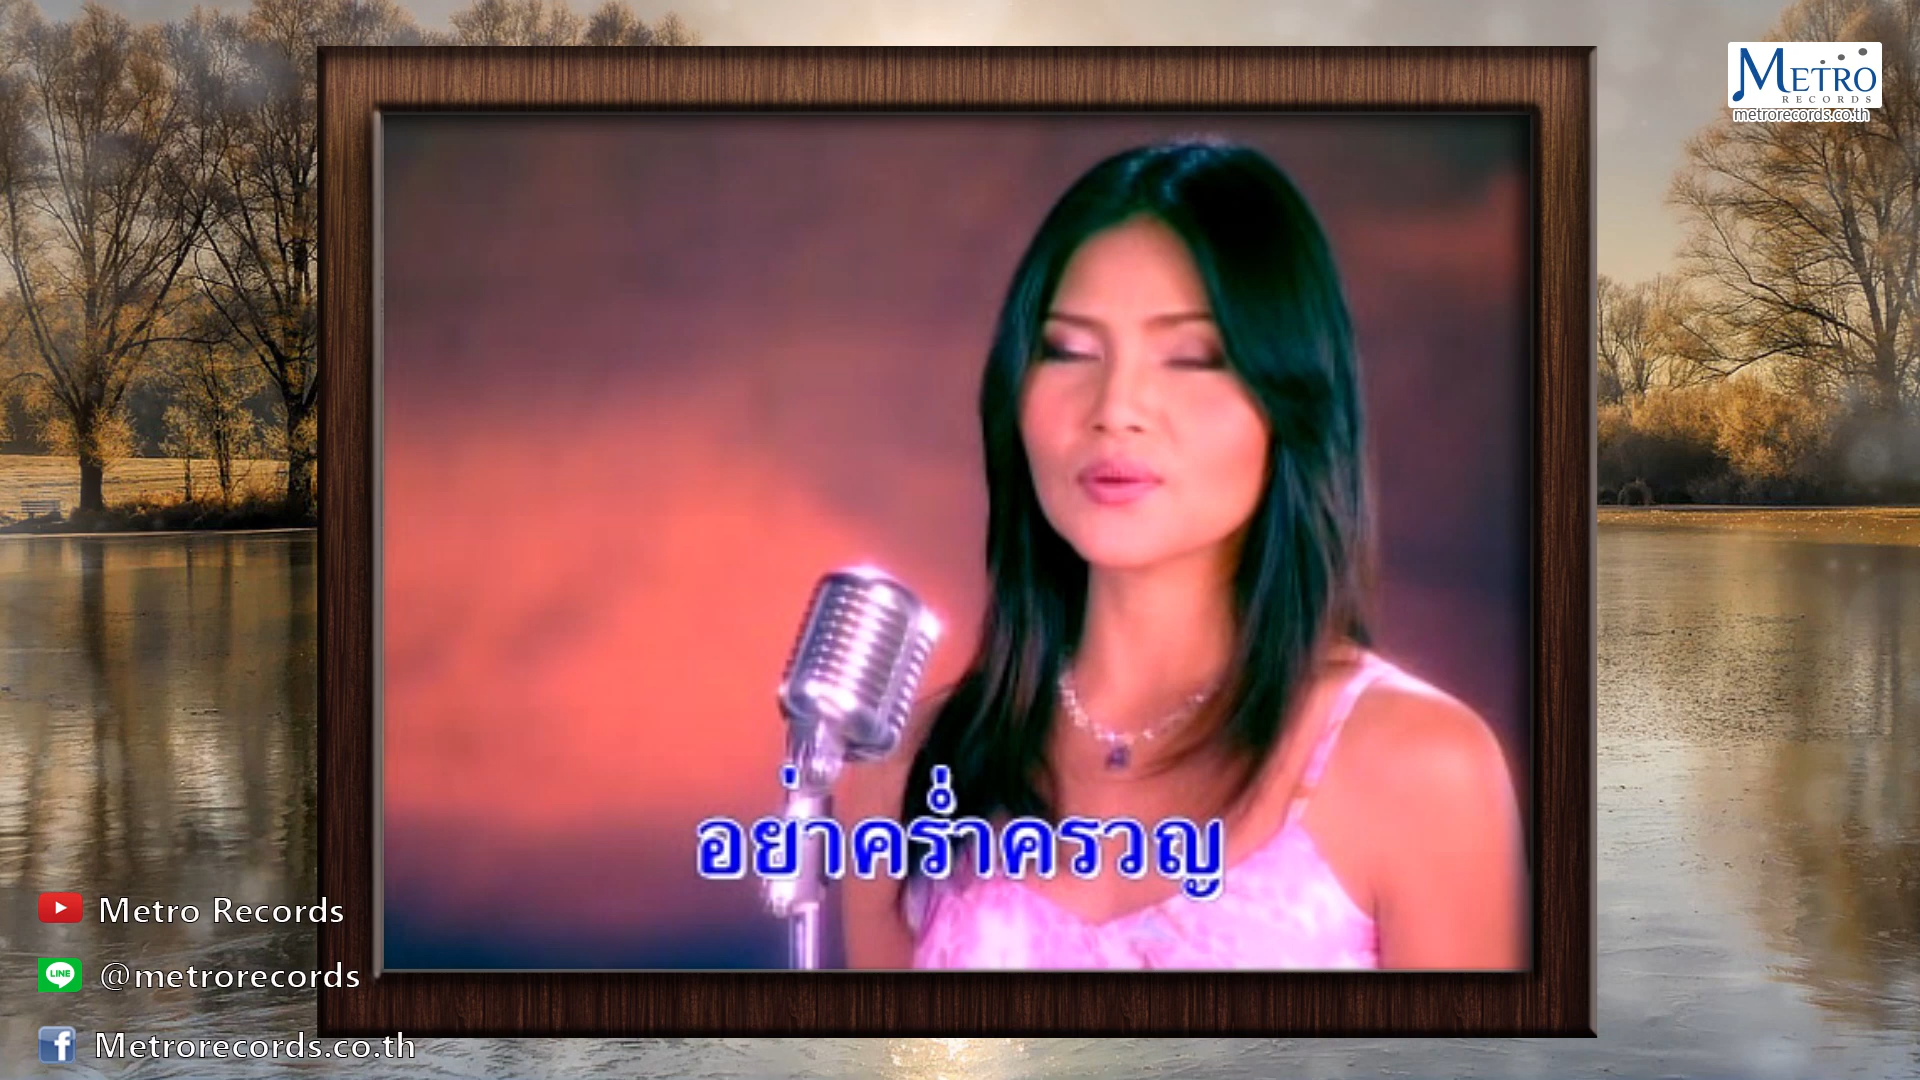 METRO
RECORDS
metrorecords.co.th
อย่าคร่ำครวญ
Metro Records
LINE
@metrorecords
f
Metrorecords.co.th